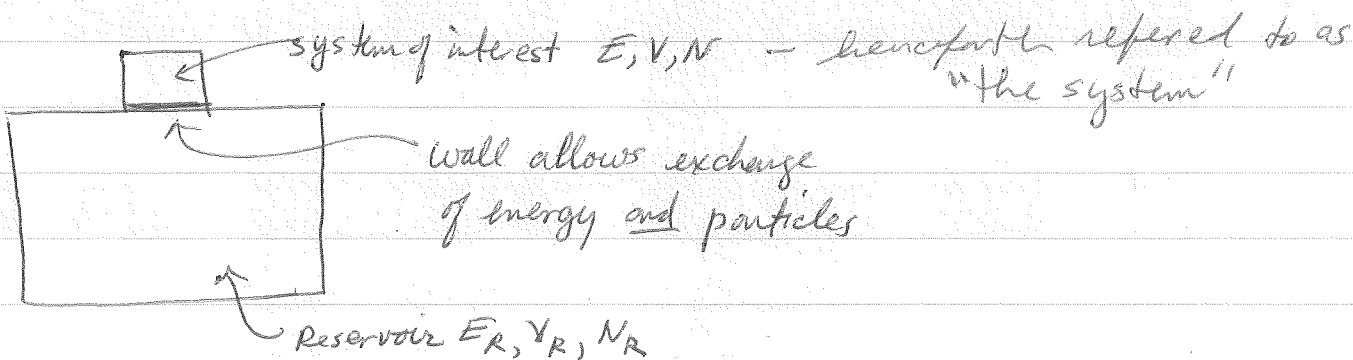 system of interest E, V, N – henceforth refered to as
"the system"
wall allows exchange
of energy and particles
Reservoir E_R, V_R, N_R